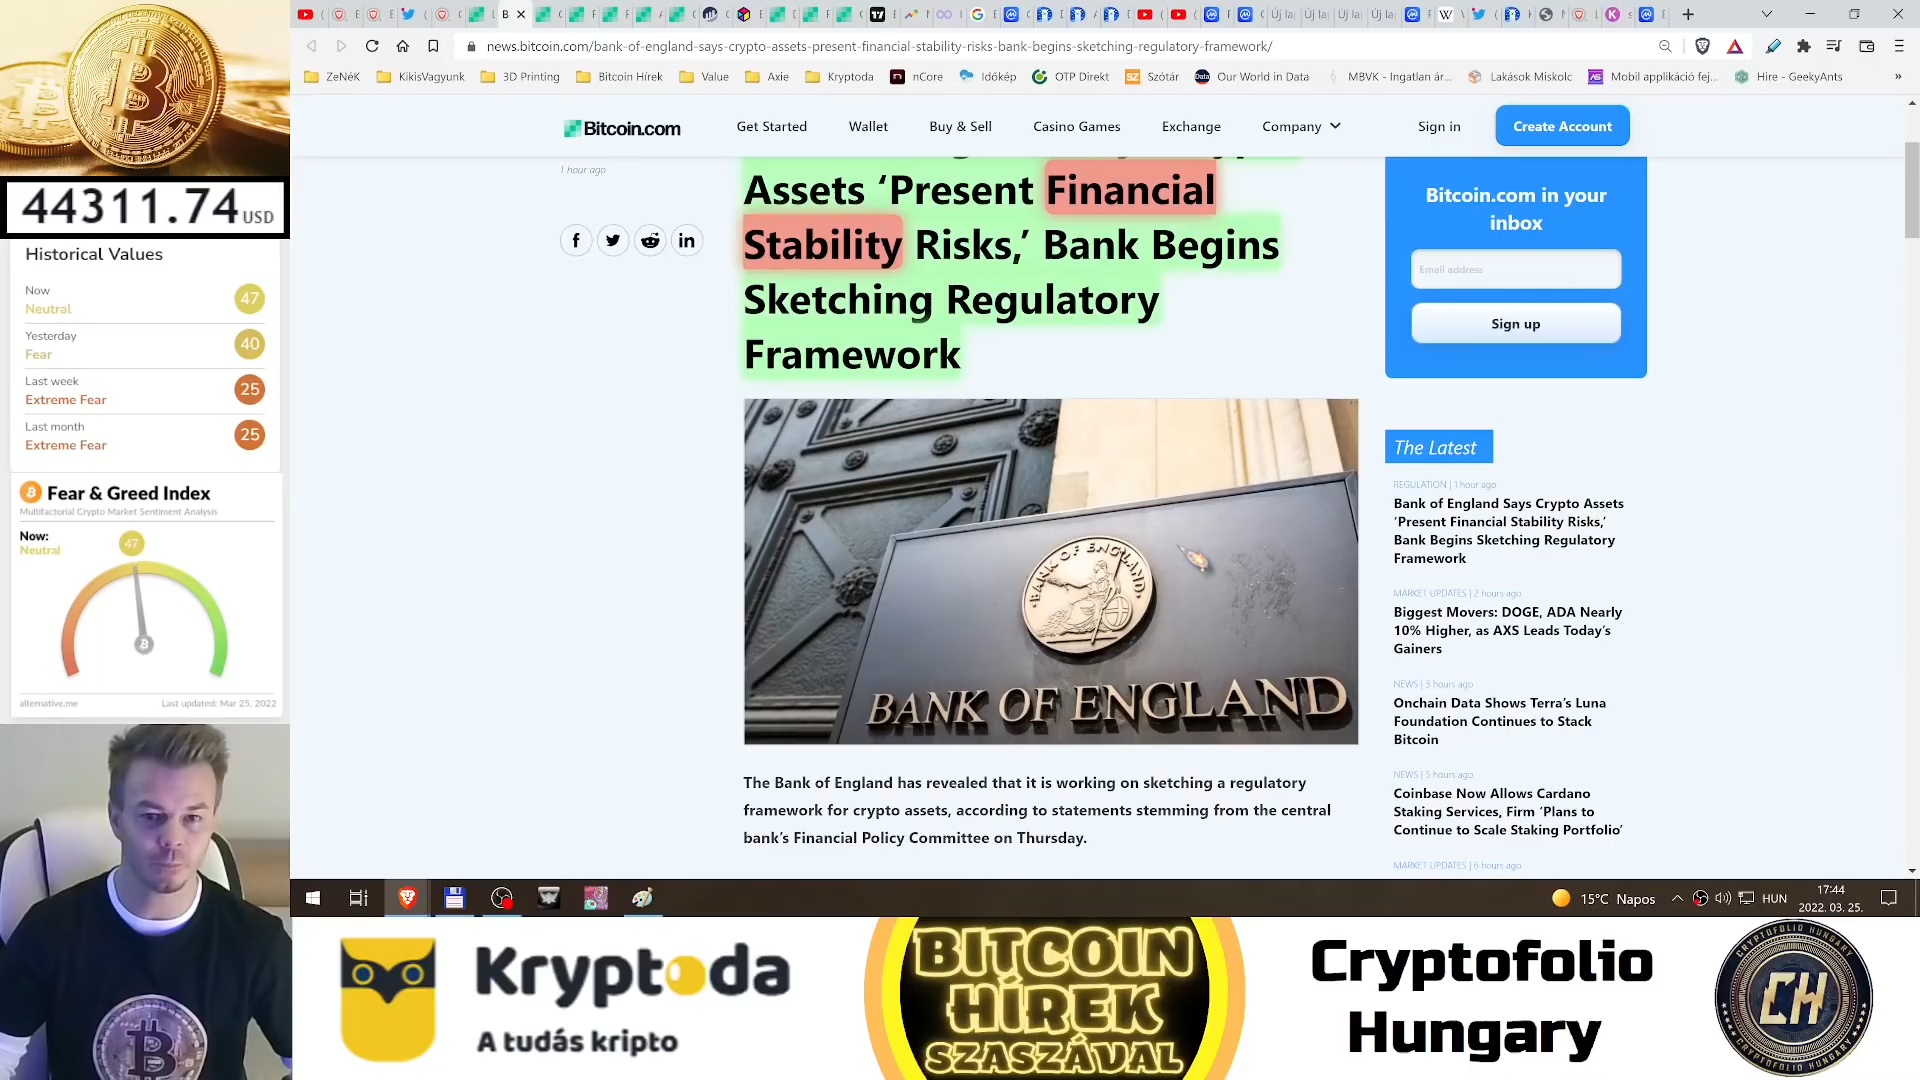 44311.74 USD
Historical Values
Now
Neutral
47
Yesterday
Fear
40
Last week
Extreme Fear
25
Last month
Extreme Fear
25
Fear & Greed Index
Multifactorial Crypto Market Sentiment Analysis
Now:
Neutral
47
alternative.me
Last updated: Mar 25, 2022
news.bitcoin.com/bank-of-england-says-crypto-assets-present-financial-stability-risks-bank-begins-sketching-regulatory-framework/
ZeNéK
KikisVagyunk
3D Printing
Bitcoin Hírek
Value
Axie
Kryptoda
nCore
Időkép
OTP Direkt
Szótár
Our World in Data
MBVK - Ingatlan ár...
Lakások Miskolc
Mobil applikáció fej...
Hire - GeekyAnts
Bitcoin.com
Get Started
Wallet
Buy & Sell
Casino Games
Exchange
Company
Sign in
Create Account
1 hour ago
Assets ‘Present Financial
Stability Risks,’ Bank Begins
Sketching Regulatory
Framework
BANK OF ENGLAND
BANK OF ENGLAND
The Bank of England has revealed that it is working on sketching a regulatory
framework for crypto assets, according to statements stemming from the central
bank’s Financial Policy Committee on Thursday.
Bitcoin.com in your
inbox
Email address
Sign up
The Latest
REGULATION | 1 hour ago
Bank of England Says Crypto Assets
‘Present Financial Stability Risks,’
Bank Begins Sketching Regulatory
Framework
MARKET UPDATES | 2 hours ago
Biggest Movers: DOGE, ADA Nearly
10% Higher, as AXS Leads Today’s
Gainers
NEWS | 3 hours ago
Onchain Data Shows Terra’s Luna
Foundation Continues to Stack
Bitcoin
NEWS | 5 hours ago
Coinbase Now Allows Cardano
Staking Services, Firm ‘Plans to
Continue to Scale Staking Portfolio’
MARKET UPDATES | 6 hours ago
15°C Napos
HUN
17:44
2022. 03. 25.
Kryptoda
A tudás kripto
BITCOIN
HÍREK
SZASZÁVAL
Cryptofolio
Hungary
CRYPTOFOLIO HUNGARY
CH
CRYPTOFOLIO HUNGARY